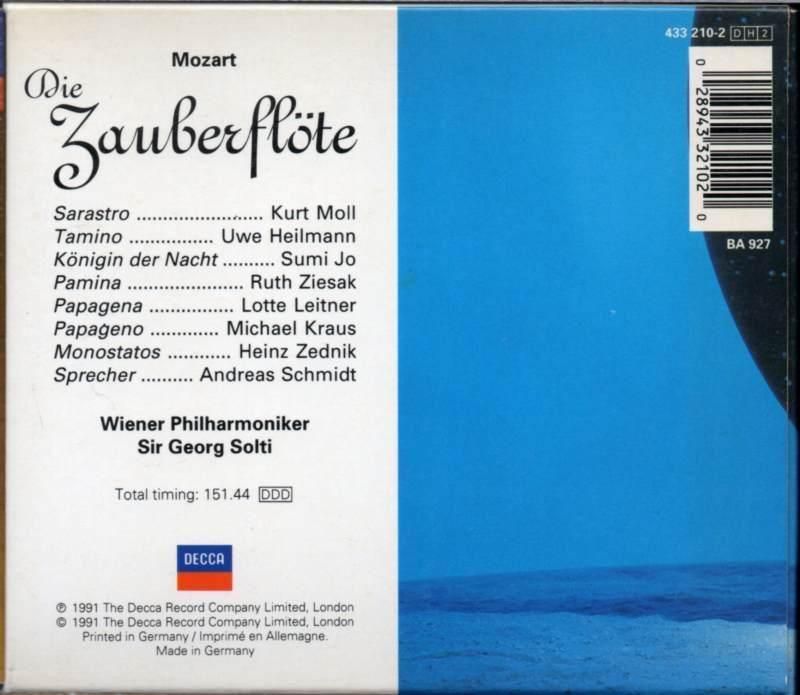 Mozart
Die
Zauberflöte
Sarastro ........................ Kurt Moll
Tamino ................ Uwe Heilmann
Königin der Nacht .......... Sumi Jo
Pamina ...................... Ruth Ziesak
Papagena ................ Lotte Leitner
Papageno ............. Michael Kraus
Monostatos ............ Heinz Zednik
Sprecher .......... Andreas Schmidt
Wiener Philharmoniker
Sir Georg Solti
Total timing: 151.44 DDD
DECCA
℗ 1991 The Decca Record Company Limited, London
© 1991 The Decca Record Company Limited, London
Printed in Germany / Imprimé en Allemagne.
Made in Germany
433 210-2 DH2
0 28943 32102 0
BA 927